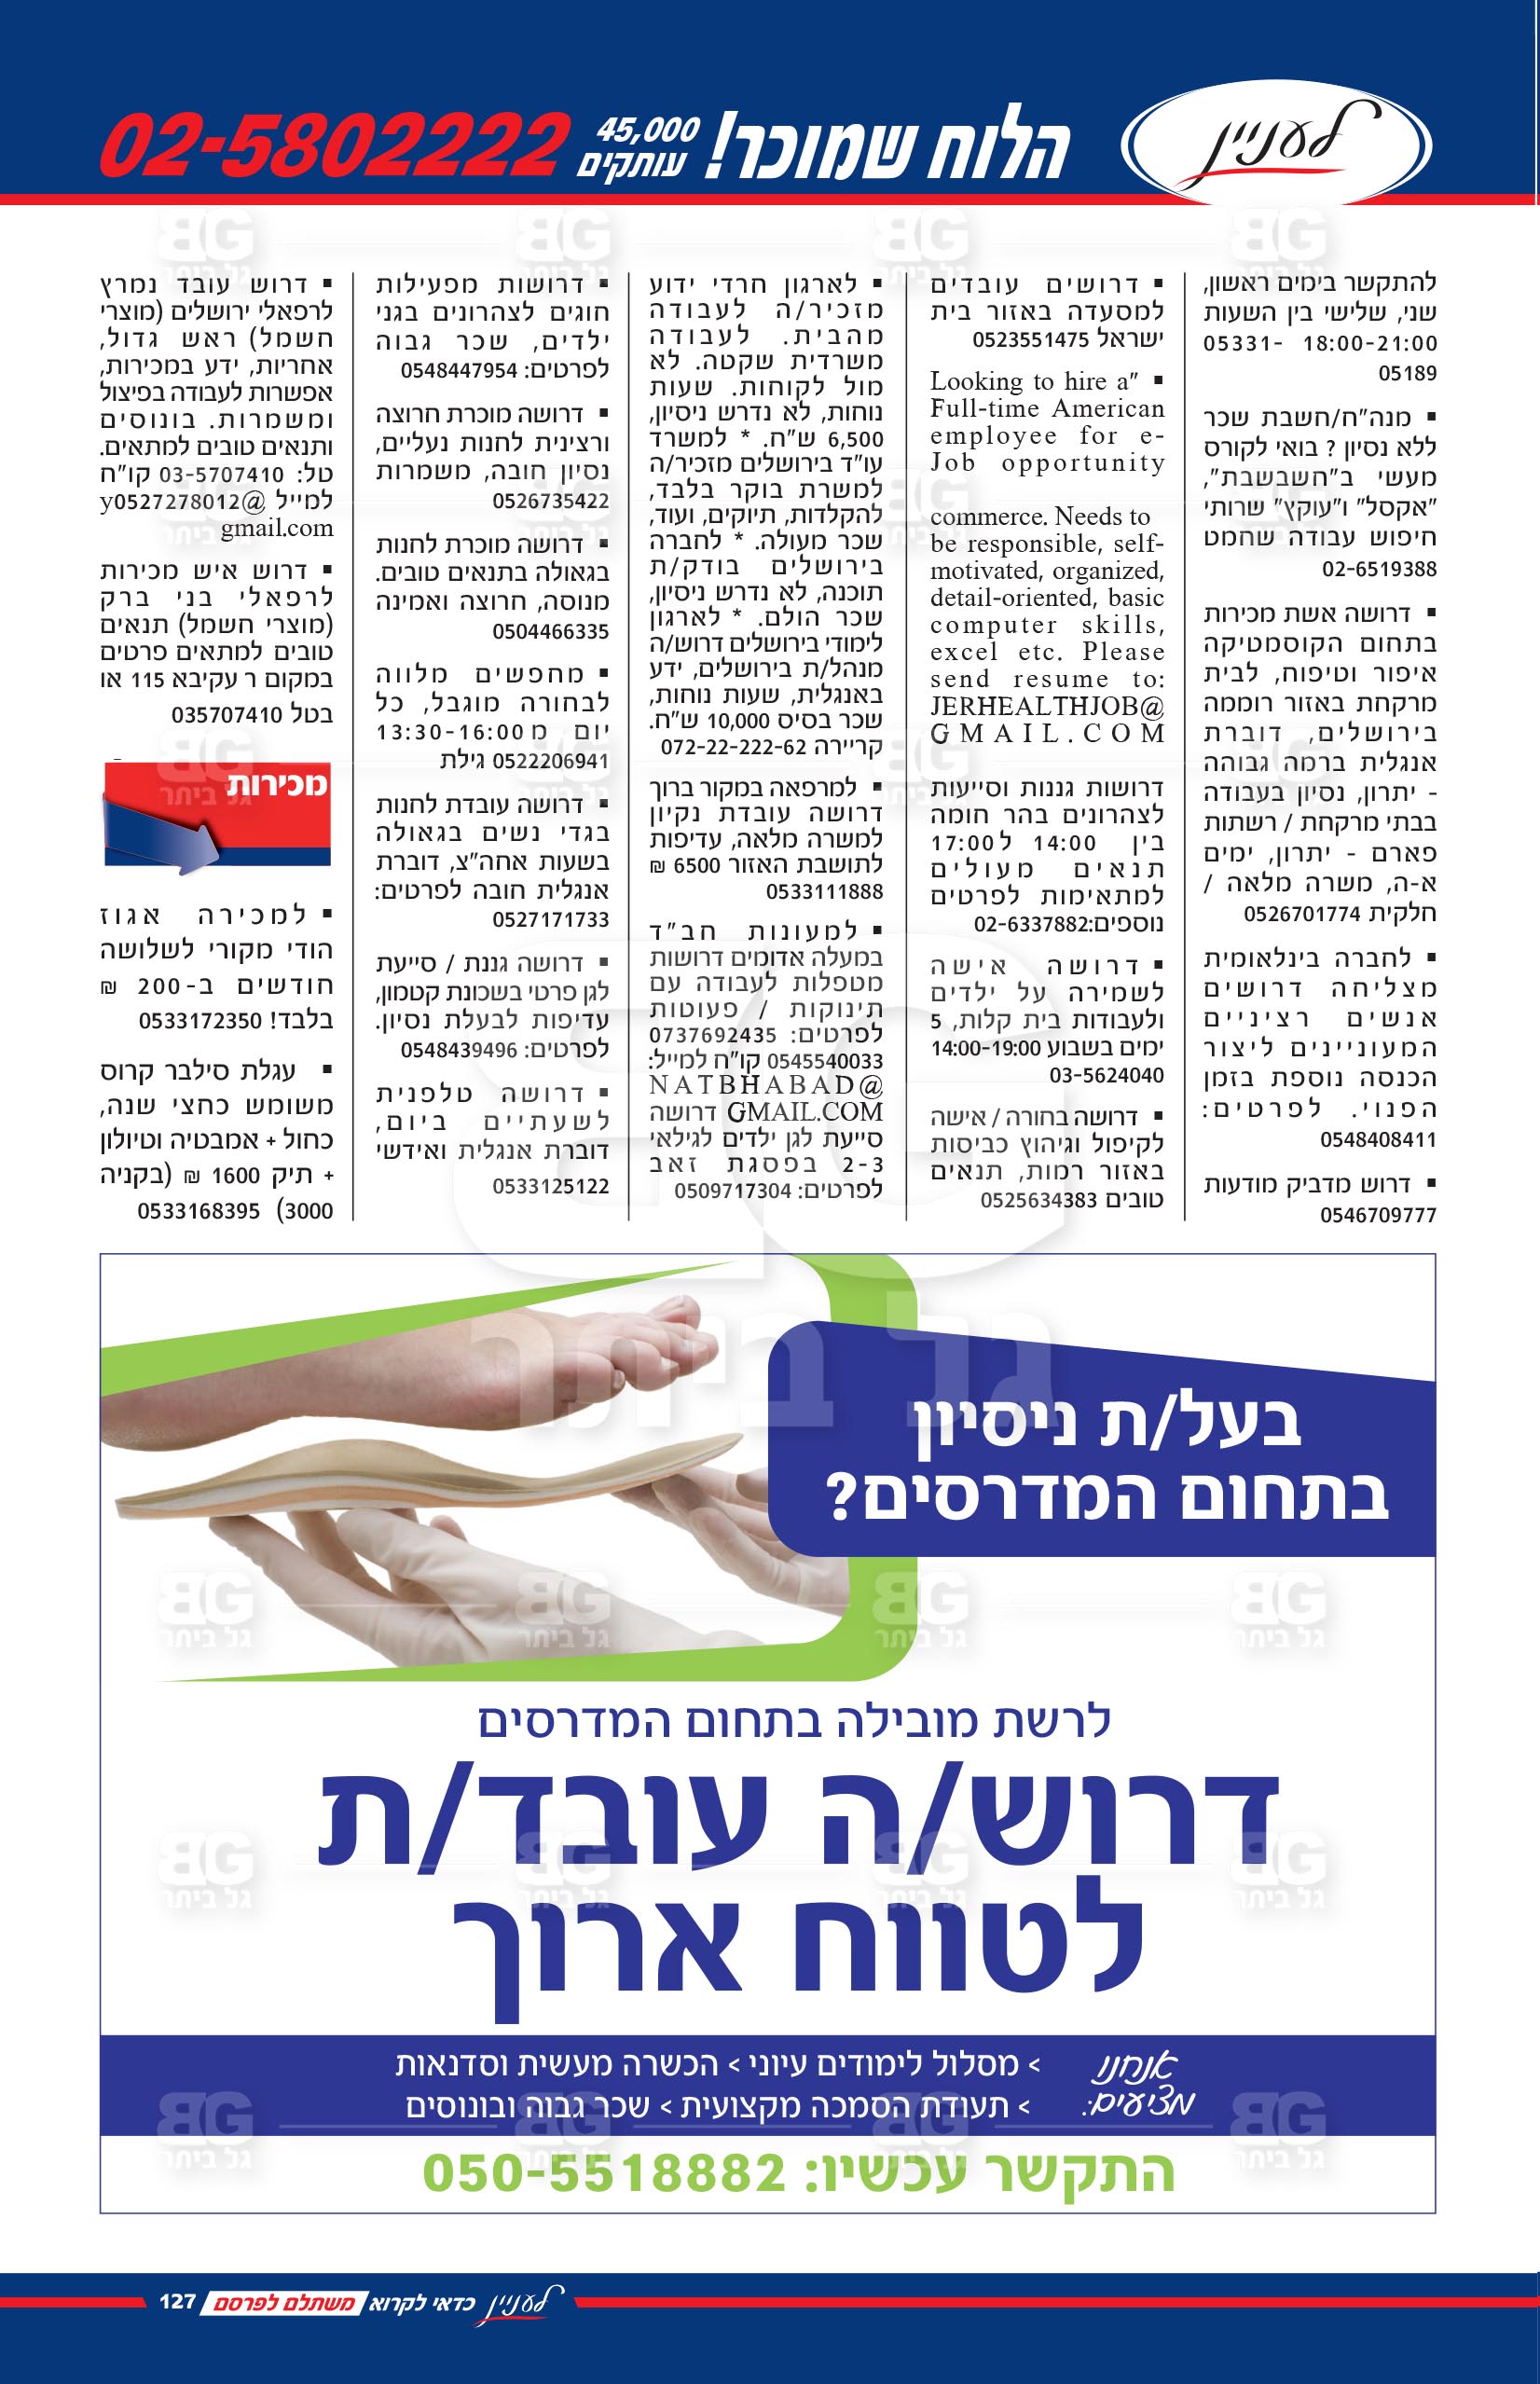 לעניין
הלוח שמוכר!
45,000
עותקים
02-5802222
להתקשר בימים ראשון,
שני, שלישי בין השעות
18:00-21:00 05331-
05189
▪ מנה"ח/חשבת שכר
ללא נסיון ? בואי לקורס
מעשי ב"חשבשבת",
"אקסל" ו"עוקץ" שרותי
חיפוש עבודה שחמט
02-6519388
▪ דרושה אשת מכירות
בתחום הקוסמטיקה
איפור וטיפוח, לבית
מרקחת באזור רוממה
בירושלים, דוברת
אנגלית ברמה גבוהה
- יתרון, נסיון בעבודה
בבתי מרקחת / רשתות
פארם - יתרון, ימים
א-ה, משרה מלאה /
חלקית 0526701774
▪ לחברה בינלאומית
מצליחה דרושים
אנשים רציניים
המעוניינים ליצור
הכנסה נוספת בזמן
הפנוי. לפרטים:
0548408411
▪ דרוש מדביק מודעות
0546709777
▪ דרושים עובדים
למסעדה באזור בית
ישראל 0523551475
Looking to hire a" ▪
Full-time American
employee for e-
Job opportunity
commerce. Needs to
be responsible, self-
motivated, organized,
detail-oriented, basic
computer skills,
excel etc. Please
send resume to:
JERHEALTHJOB@
GMAIL.COM
דרושות גננות וסייעות
לצהרונים בהר חומה
בין 14:00 ל17:00
תנאים מעולים
למתאימות לפרטים
נוספים:02-6337882
▪ דרושה אישה
לשמירה על ילדים
ולעבודות בית קלות, 5
ימים בשבוע 14:00-19:00
03-5624040
▪ דרושה בחורה / אישה
לקיפול וגיהוץ כביסות
באזור רמות, תנאים
טובים 0525634383
▪ לארגון חרדי ידוע
מזכיר/ה לעבודה
מהבית. לעבודה
משרדית שקטה. לא
מול לקוחות. שעות
נוחות, לא נדרש ניסיון,
6,500 ש"ח. * למשרד
עו"ד בירושלים מזכיר/ה
למשרת בוקר בלבד,
להקלדות, תיוקים, ועוד,
שכר מעולה. * לחברה
בירושלים בודק/ת
תוכנה, לא נדרש ניסיון,
שכר הולם. * לארגון
לימודי בירושלים דרוש/ה
מנהל/ת בירושלים, ידע
באנגלית, שעות נוחות,
שכר בסיס 10,000 ש"ח.
קריירה 072-22-222-62
▪ למרפאה במקור ברוך
דרושה עובדת נקיון
למשרה מלאה, עדיפות
לתושבת האזור 6500 ₪
0533111888
▪ למעונות חב"ד
במעלה אדומים דרושות
מטפלות לעבודה עם
תינוקות / פעוטות
לפרטים: 0737692435
0545540033 קו"ח למייל:
NATBHABAD@
GMAIL.COM דרושה
סייעת לגן ילדים לגילאי
2-3 בפסגת זאב
לפרטים: 0509717304
▪ דרושות מפעילות
חוגים לצהרונים בגני
ילדים, שכר גבוה
לפרטים: 0548447954
▪ דרושה מוכרת חרוצה
ורצינית לחנות נעליים,
נסיון חובה, משמרות
0526735422
▪ דרושה מוכרת לחנות
בגאולה בתנאים טובים.
מנוסה, חרוצה ואמינה
0504466335
▪ מחפשים מלווה
לבחורה מוגבל, כל
יום מ 13:30-16:00
0522206941 גילת
▪ דרושה עובדת לחנות
בגדי נשים בגאולה
בשעות אחה"צ, דוברת
אנגלית חובה לפרטים:
0527171733
▪ דרושה גננת / סייעת
לגן פרטי בשכונת קטמון,
עדיפות לבעלת נסיון.
לפרטים: 0548439496
▪ דרושה טלפנית
לשעתיים ביום,
דוברת אנגלית ואידשי
0533125122
▪ דרוש עובד נמרץ
לרפאלי ירושלים (מוצרי
חשמל) ראש גדול,
אחריות, ידע במכירות,
אפשרות לעבודה בפיצול
ומשמרות. בונוסים
ותנאים טובים למתאים.
טל: 03-5707410 קו"ח
למייל y0527278012@
gmail.com
▪ דרוש איש מכירות
לרפאלי בני ברק
(מוצרי חשמל) תנאים
טובים למתאים פרטים
במקום ר עקיבא 115 או
בטל 035707410
מכירות
▪ למכירה אגוז
הודי מקורי לשלושה
חודשים ב-200 ₪
בלבד! 0533172350
▪ עגלת סילבר קרוס
משומש כחצי שנה,
כחול + אמבטיה וטיולון
+ תיק 1600 ₪ (בקניה
3000) 0533168395
בעל/ת ניסיון
בתחום המדרסים?
לרשת מובילה בתחום המדרסים
דרוש/ה עובד/ת
לטווח ארוך
אנחנו
מציעים:
> מסלול לימודים עיוני > הכשרה מעשית וסדנאות
> תעודת הסמכה מקצועית > שכר גבוה ובונוסים
התקשר עכשיו: 050-5518882
לעניין כדאי לקרוא משתלם לפרסם 127
BG
גל ביתר